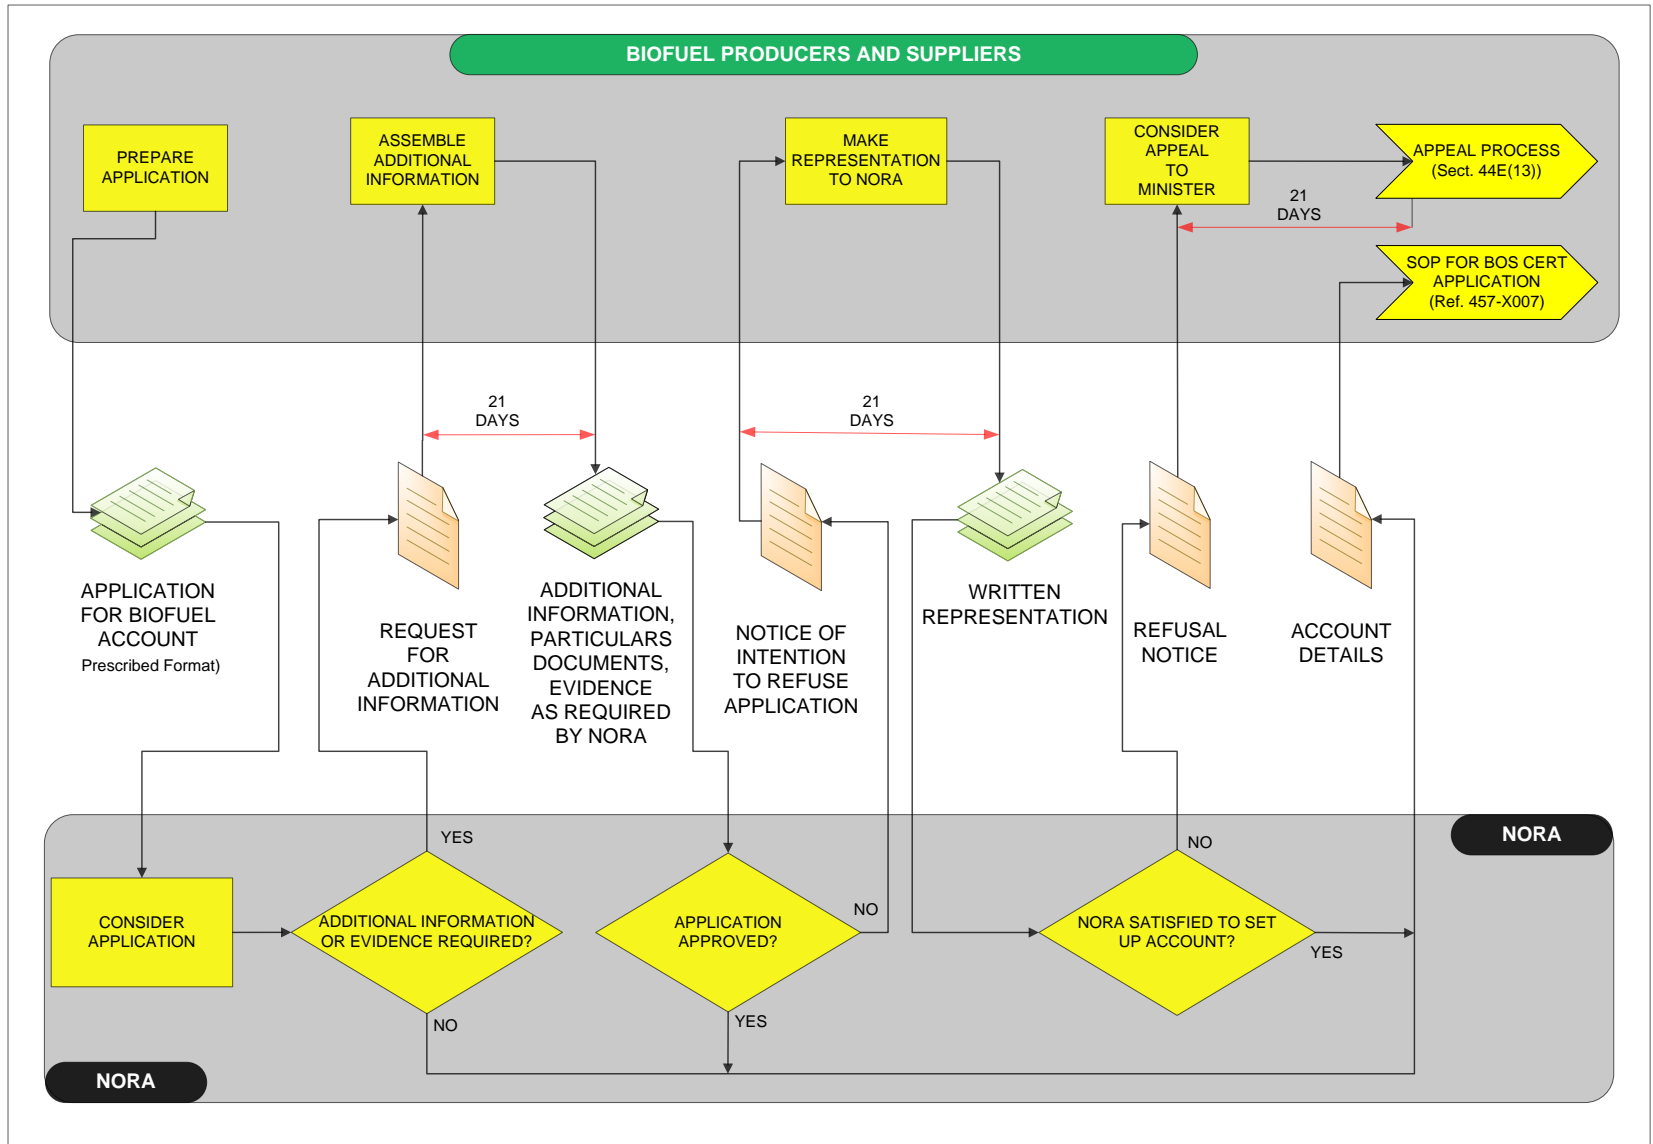 BIOFUEL PRODUCERS AND SUPPLIERS
PREPARE
APPLICATION
ASSEMBLE
ADDITIONAL
INFORMATION
MAKE
REPRESENTATION
TO NORA
CONSIDER
APPEAL
TO
MINISTER
APPEAL PROCESS
(Sect. 44E(13))
21
DAYS
SOP FOR BOS CERT
APPLICATION
(Ref. 457-X007)
21
DAYS
21
DAYS
APPLICATION
FOR BIOFUEL
ACCOUNT
Prescribed Format)
REQUEST
FOR
ADDITIONAL
INFORMATION
ADDITIONAL
INFORMATION,
PARTICULARS
DOCUMENTS,
EVIDENCE
AS REQUIRED
BY NORA
NOTICE OF
INTENTION
TO REFUSE
APPLICATION
WRITTEN
REPRESENTATION
REFUSAL
NOTICE
ACCOUNT
DETAILS
NORA
CONSIDER
APPLICATION
YES
ADDITIONAL INFORMATION
OR EVIDENCE REQUIRED?
NO
APPLICATION
APPROVED?
NO
YES
NO
NORA SATISFIED TO SET
UP ACCOUNT?
YES
NORA